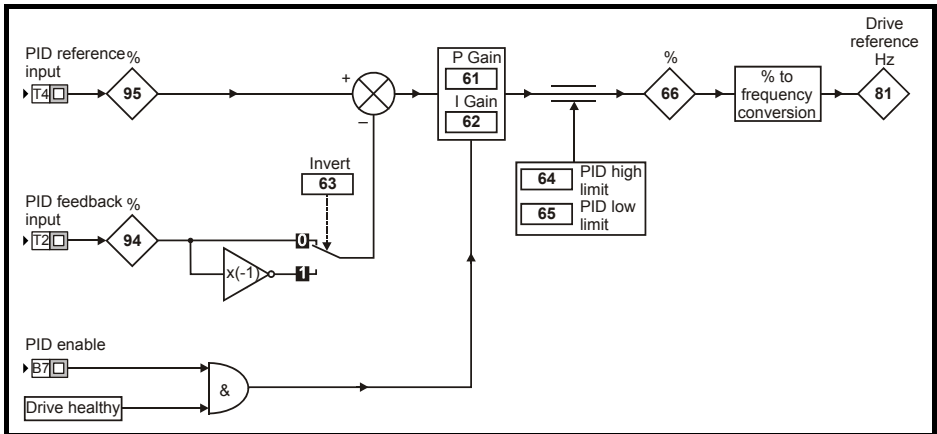 PID reference
input
T4
%
95
+
−
P Gain
61
I Gain
62
%
66
% to
frequency
conversion
Drive
reference
Hz
81
Invert
63
64 PID high
limit
65 PID low
limit
PID feedback
input
T2
%
94
0
x(-1)
1
PID enable
B7
Drive healthy
&